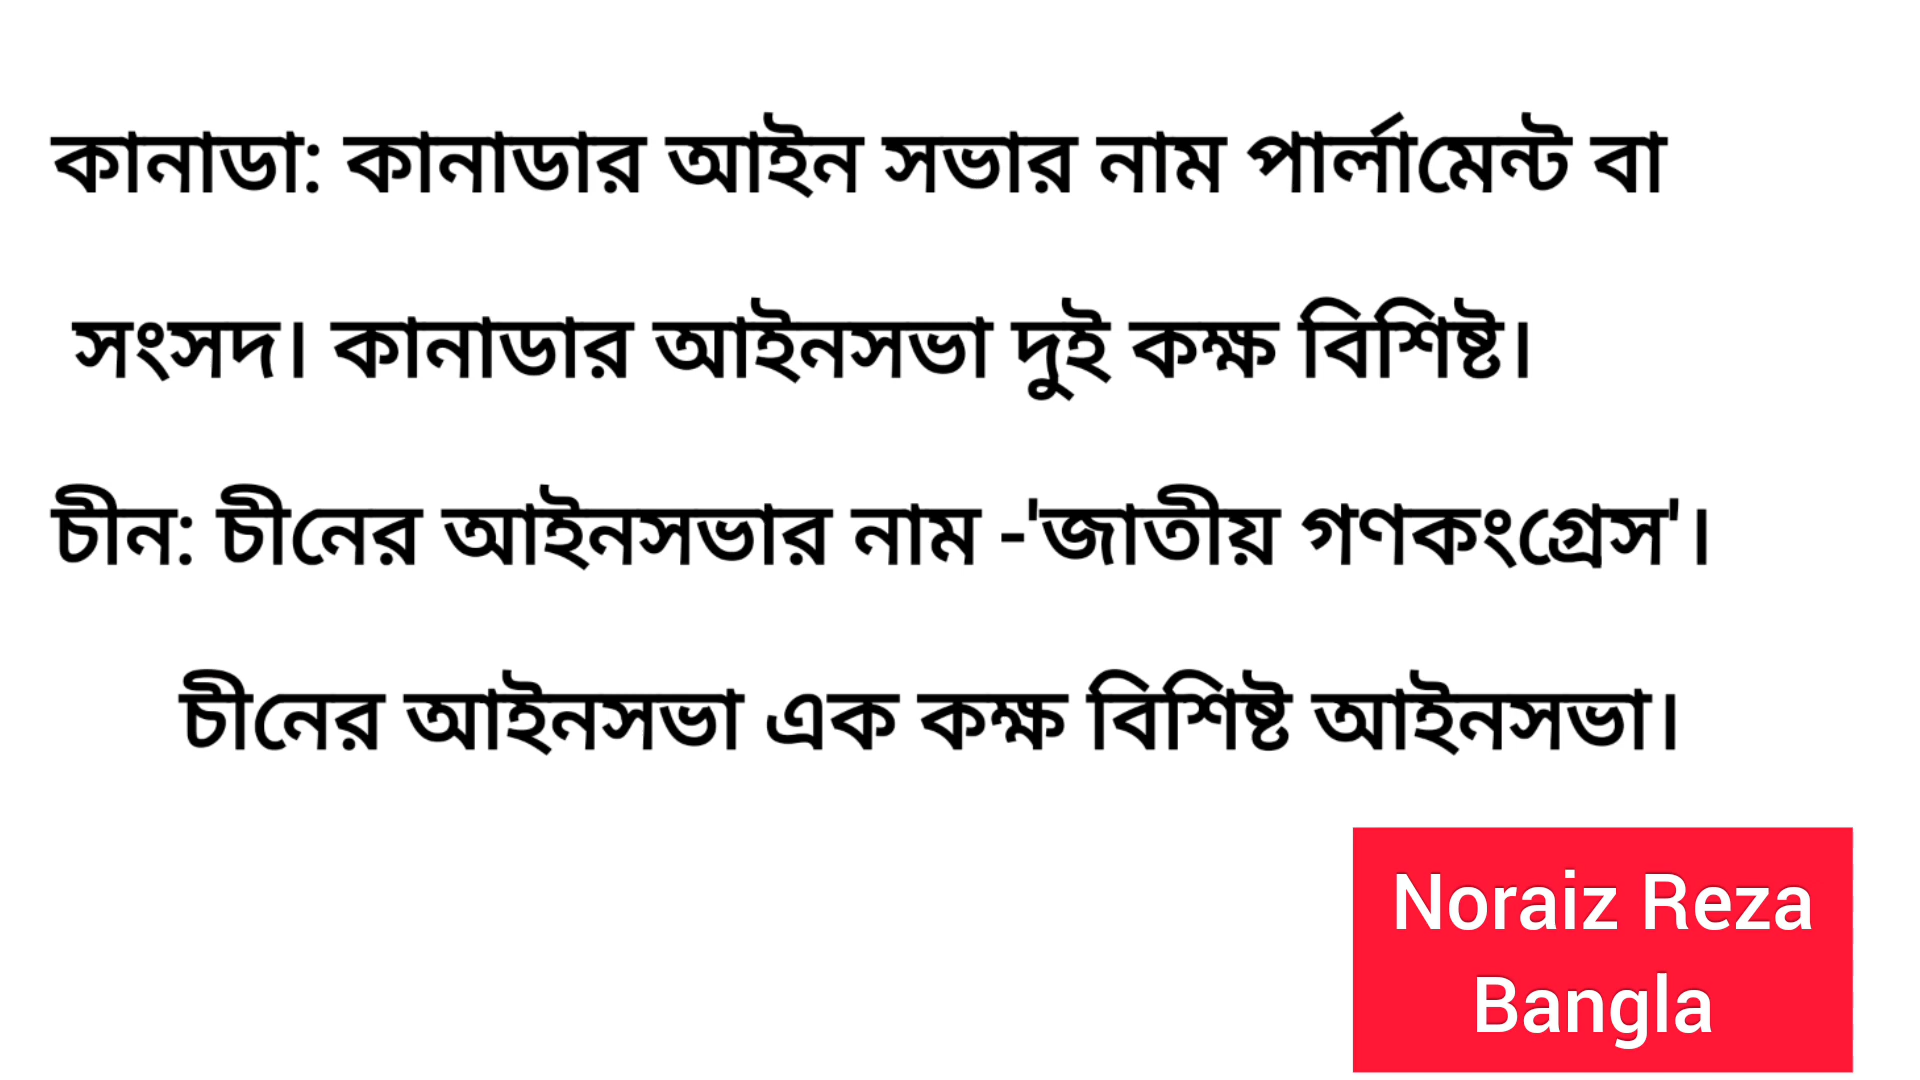 কানাডা: কানাডার আইন সভার নাম পার্লামেন্ট বা
সংসদ। কানাডার আইনসভা দুই কক্ষ বিশিষ্ট।
চীন: চীনের আইনসভার নাম -'জাতীয় গণকংগ্রেস'।
চীনের আইনসভা এক কক্ষ বিশিষ্ট আইনসভা।
Noraiz Reza
Bangla